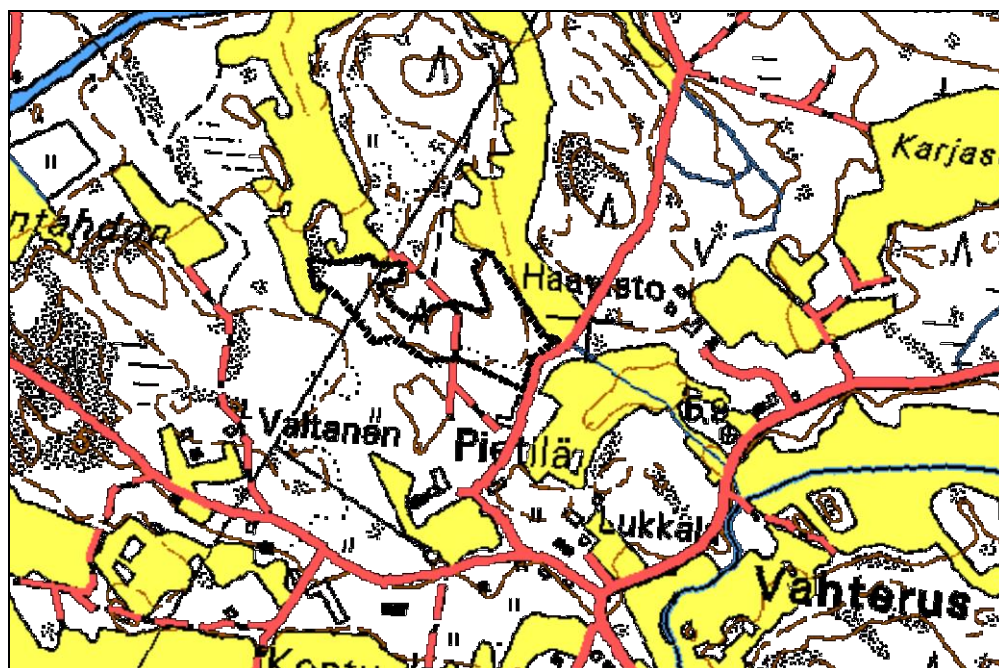 Karjas
ntahdon
Haavisto
Valtanen
Pietilä
Lukkal
Vahterus